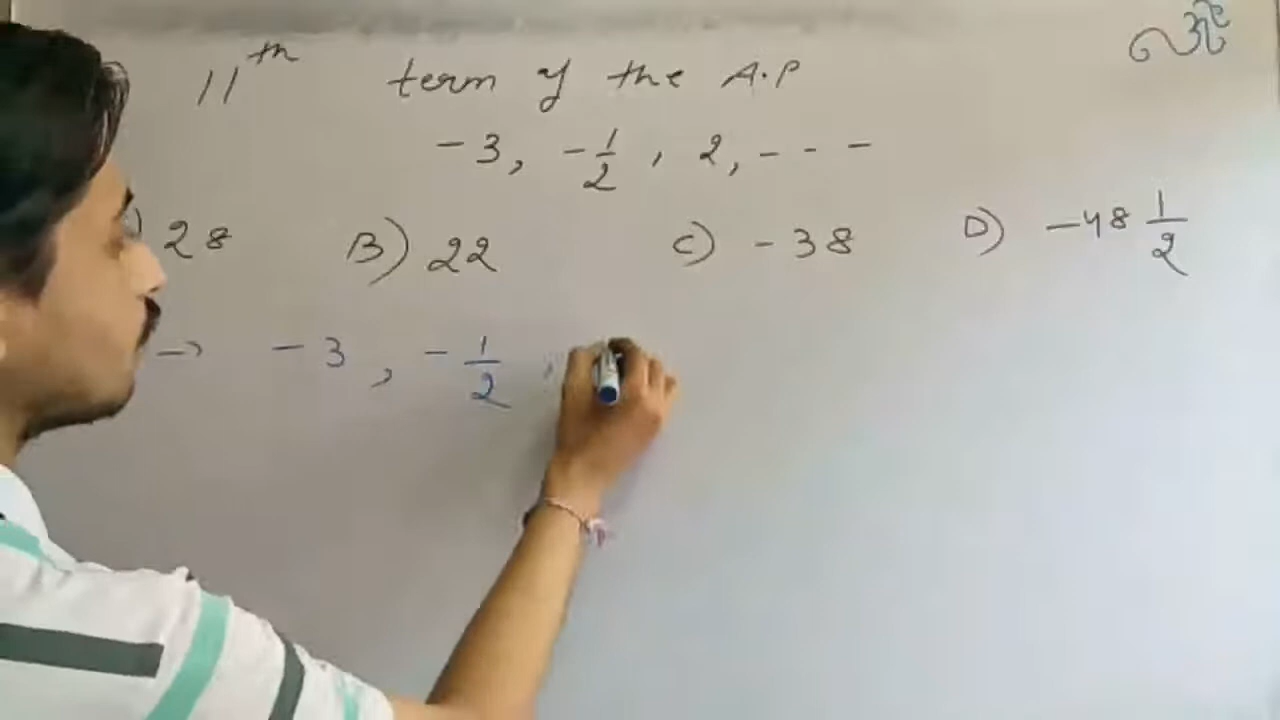 11th term of the A.P
-3, -1/2, 2, - - -
) 28 B) 22 C) -38 D) -48 1/2
→ -3, -1/2,